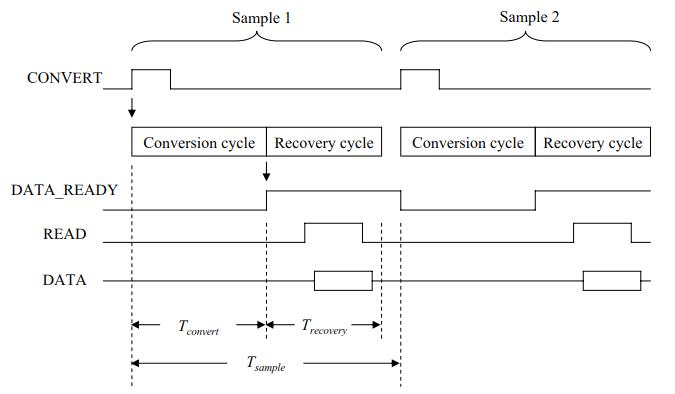 Sample 1 Sample 2
CONVERT
Conversion cycle Recovery cycle Conversion cycle Recovery cycle
DATA_READY
READ
DATA
Tconvert Trecovery
Tsample